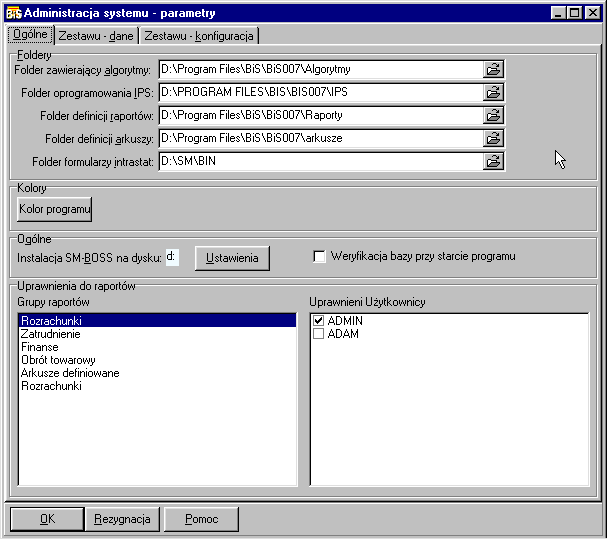 Administracja systemu - parametry
Ogólne Zestawu - dane Zestawu - konfiguracja
Foldery
Folder zawierający algorytmy: D:\Program Files\BiS\BiS007\Algorytmy
Folder oprogramowania IPS: D:\PROGRAM FILES\BIS\BIS007\IPS
Folder definicji raportów: D:\Program Files\BiS\BiS007\Raporty
Folder definicji arkuszy: D:\Program Files\BiS\BiS007\arkusze
Folder formularzy intrastat: D:\SM\BIN
Kolory
Kolor programu
Ogólne
Instalacja SM-BOSS na dysku: d: Ustawienia Weryfikacja bazy przy starcie programu
Uprawnienia do raportów
Grupy raportów Uprawnieni Użytkownicy
Rozrachunki ADMIN
Zatrudnienie ADAM
Finanse
Obrót towarowy
Arkusze definiowane
Rozrachunki
OK Rezygnacja Pomoc